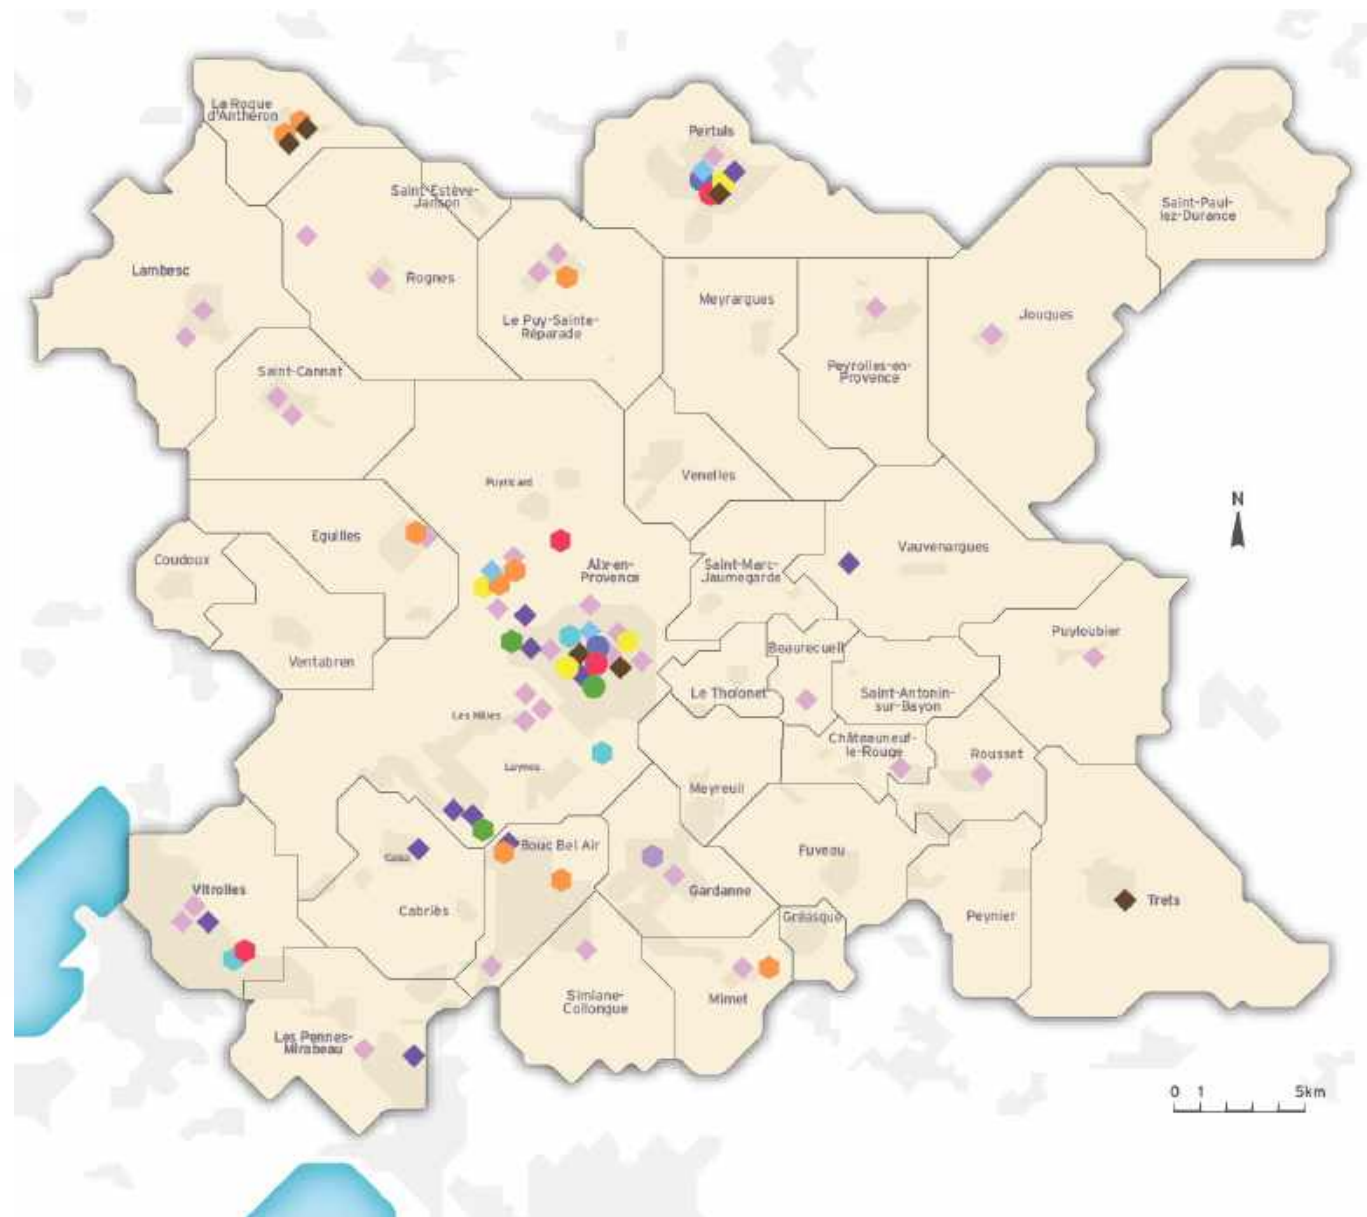 La Roque
d'Anthéron
Pertuis
Saint-Estève-
Janson
Saint-Paul-
lez-Durance
Lambesc
Rognes
Meyrargues
Jouques
Le Puy-Sainte-
Réparade
Saint-Cannat
Peyrolles-en-
Provence
Puyricard
Venelles
N
Eguilles
Coudoux
Aix-en-
Provence
Saint-Marc-
Jaumegarde
Vauvenargues
Ventabren
Beaurecueil
Puyloubier
Le Tholonet
Saint-Antonin-
sur-Bayon
Les Milles
Châteauneuf-
le-Rouge
Rousset
Luynes
Meyreuil
Bouc Bel Air
Fuveau
Vitrolles
Cabriès
Gardanne
Gréasque
Peynier
Trets
Simiane-
Collongue
Mimet
Les Pennes-
Mirabeau
0 1 5km